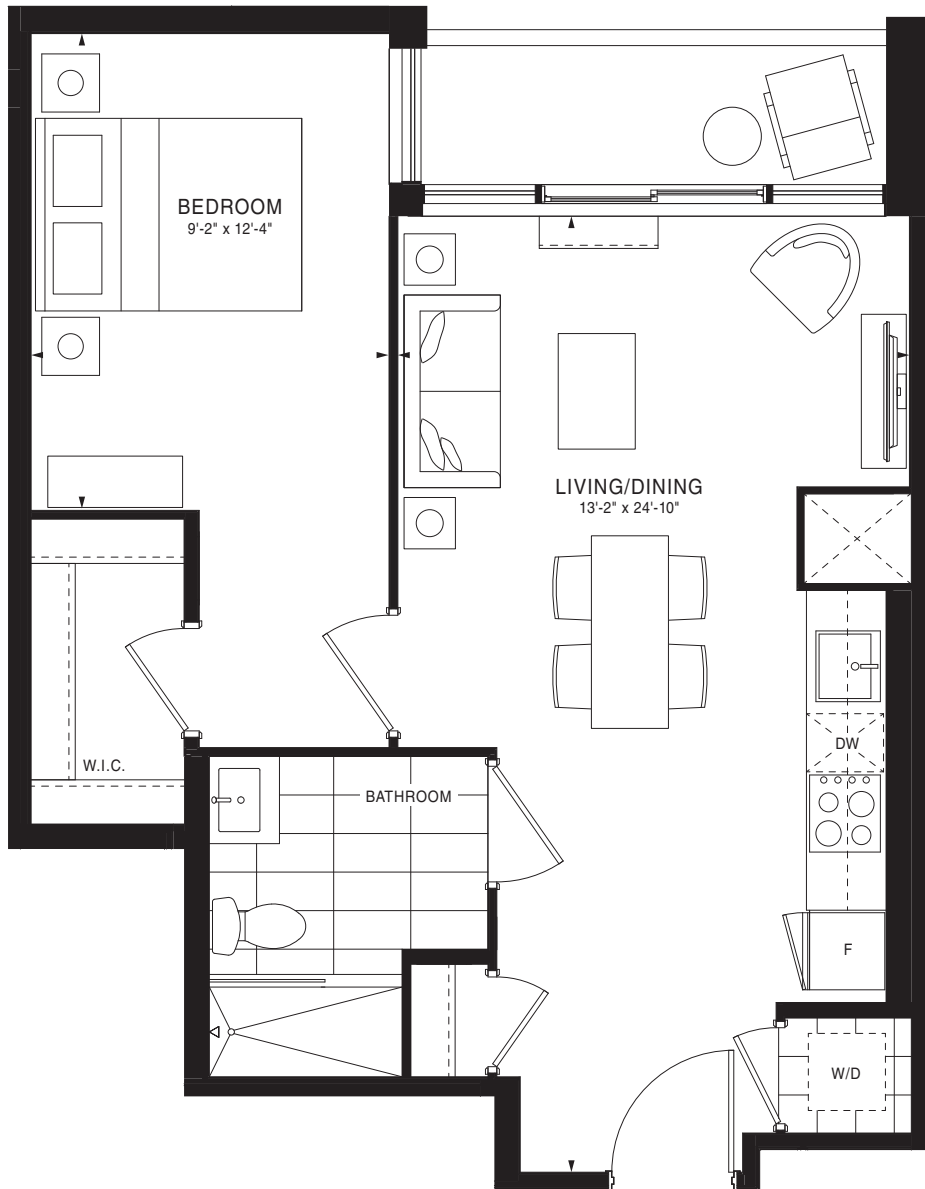 BEDROOM
9'-2" x 12'-4"
LIVING/DINING
13'-2" x 24'-10"
DW
W.I.C.
BATHROOM
F
W/D